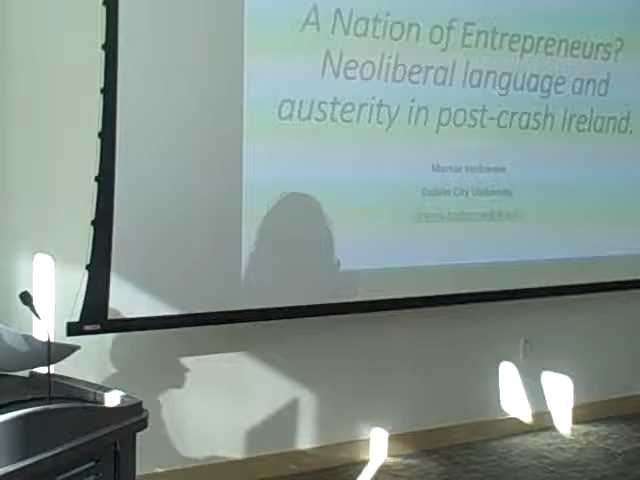 A Nation of Entrepreneurs?
Neoliberal language and
austerity in post-crash Ireland.
Dublin City University